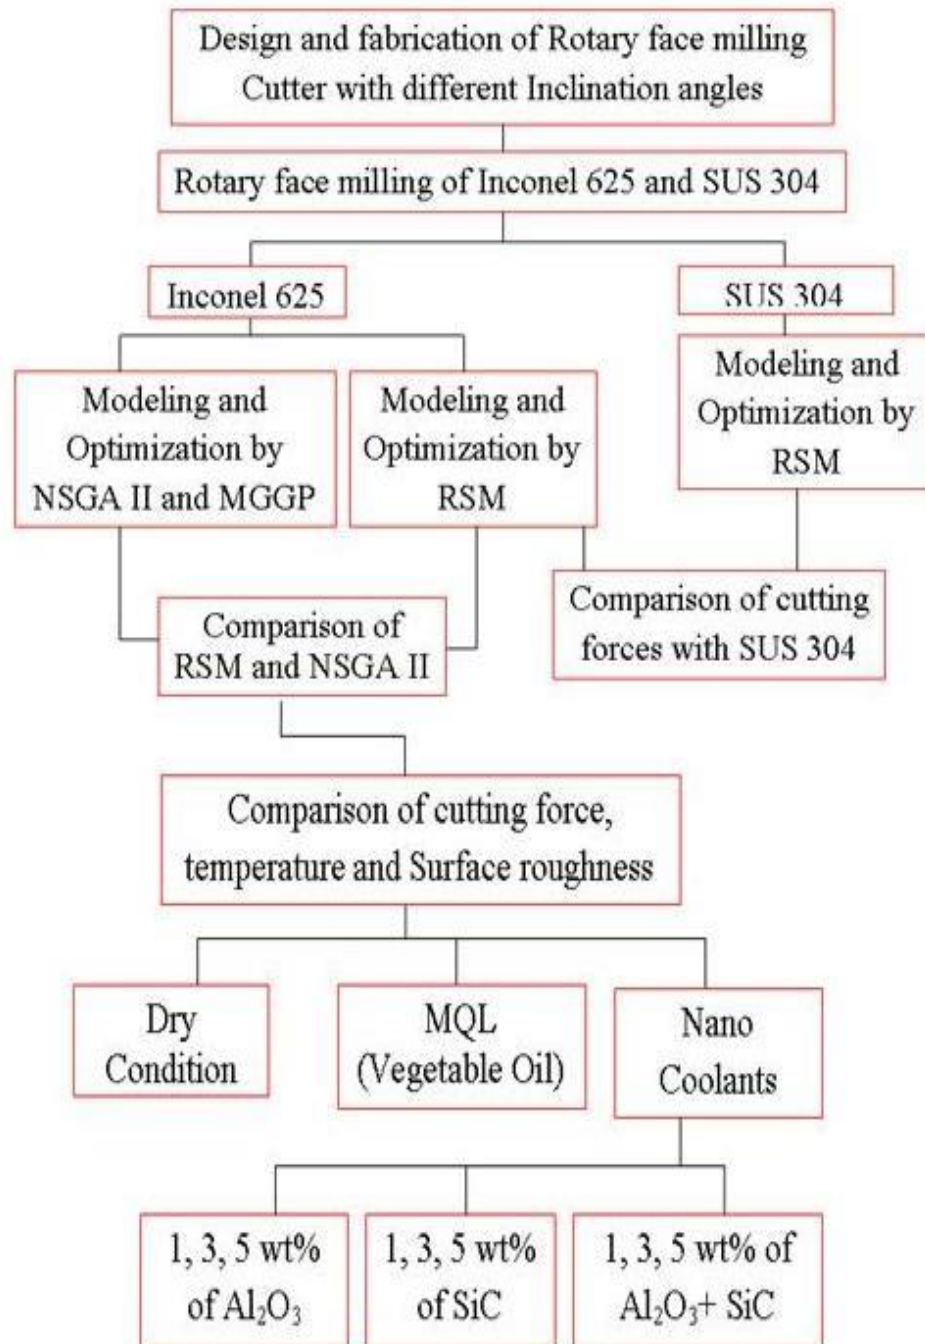 Design and fabrication of Rotary face milling
Cutter with different Inclination angles
Rotary face milling of Inconel 625 and SUS 304
Inconel 625
SUS 304
Modeling and
Optimization by
NSGA II and MGGP
Modeling and
Optimization by
RSM
Modeling and
Optimization by
RSM
Comparison of
RSM and NSGA II
Comparison of cutting
forces with SUS 304
Comparison of cutting force,
temperature and Surface roughness
Dry
Condition
MQL
(Vegetable Oil)
Nano
Coolants
1, 3, 5 wt%
of Al₂O₃
1, 3, 5 wt%
of SiC
1, 3, 5 wt% of
Al₂O₃+ SiC